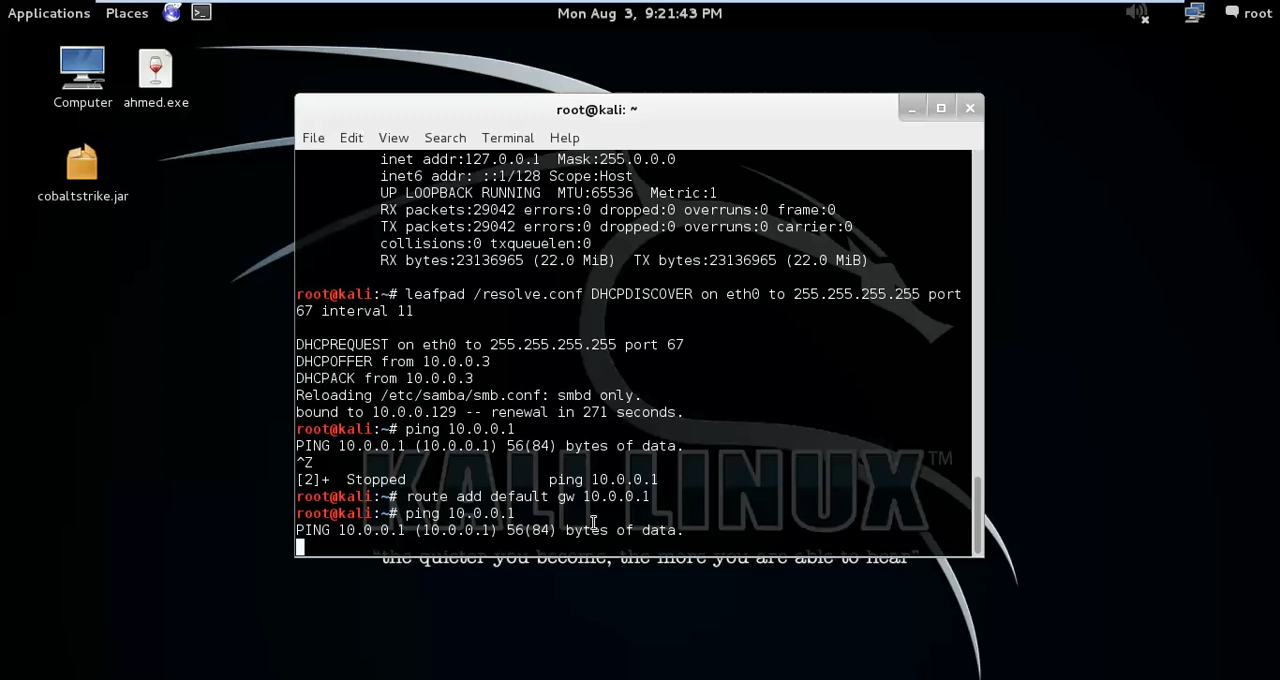 Applications Places Mon Aug 3, 9:21:43 PM root
Computer ahmed.exe
cobaltstrike.jar
root@kali: ~
File Edit View Search Terminal Help
inet addr:127.0.0.1 Mask:255.0.0.0
inet6 addr: ::1/128 Scope:Host
UP LOOPBACK RUNNING MTU:65536 Metric:1
RX packets:29042 errors:0 dropped:0 overruns:0 frame:0
TX packets:29042 errors:0 dropped:0 overruns:0 carrier:0
collisions:0 txqueuelen:0
RX bytes:23136965 (22.0 MiB) TX bytes:23136965 (22.0 MiB)
root@kali:~# leafpad /resolve.conf DHCPDISCOVER on eth0 to 255.255.255.255 port
67 interval 11
DHCPREQUEST on eth0 to 255.255.255.255 port 67
DHCPOFFER from 10.0.0.3
DHCPACK from 10.0.0.3
Reloading /etc/samba/smb.conf: smbd only.
bound to 10.0.0.129 -- renewal in 271 seconds.
root@kali:~# ping 10.0.0.1
PING 10.0.0.1 (10.0.0.1) 56(84) bytes of data.
^Z
[2]+ Stopped ping 10.0.0.1
root@kali:~# route add default gw 10.0.0.1
root@kali:~# ping 10.0.0.1
PING 10.0.0.1 (10.0.0.1) 56(84) bytes of data.
KALI LINUX™
"the quieter you become, the more you are able to hear"